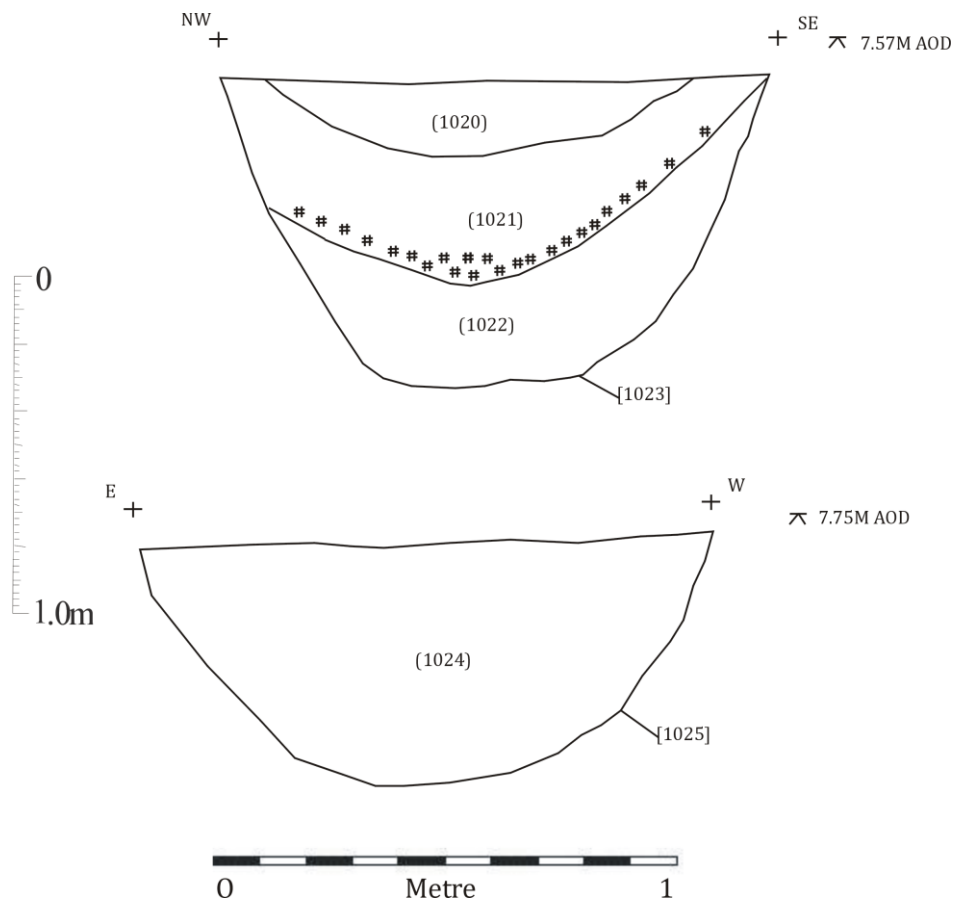 NW
SE
7.57M AOD
(1020)
(1021)
(1022)
[1023]
0
1.0m
E
W
7.75M AOD
(1024)
[1025]
0 Metre 1